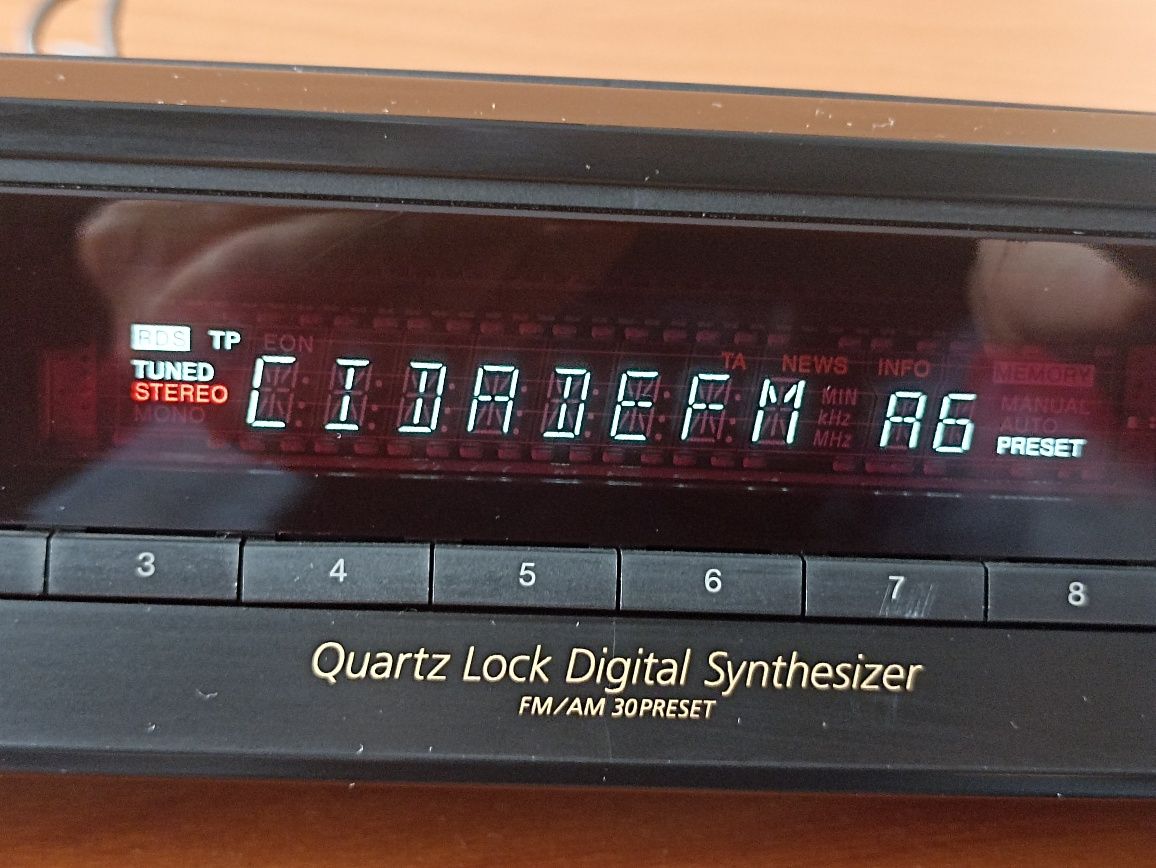 RDS TP EON
TA NEWS INFO
MEMORY
TUNED
STEREO
MONO
CIDADEFM A6
MIN
kHz
MHz
MANUAL
AUTO
PRESET
3 4 5 6 7 8
Quartz Lock Digital Synthesizer
FM/AM 30PRESET